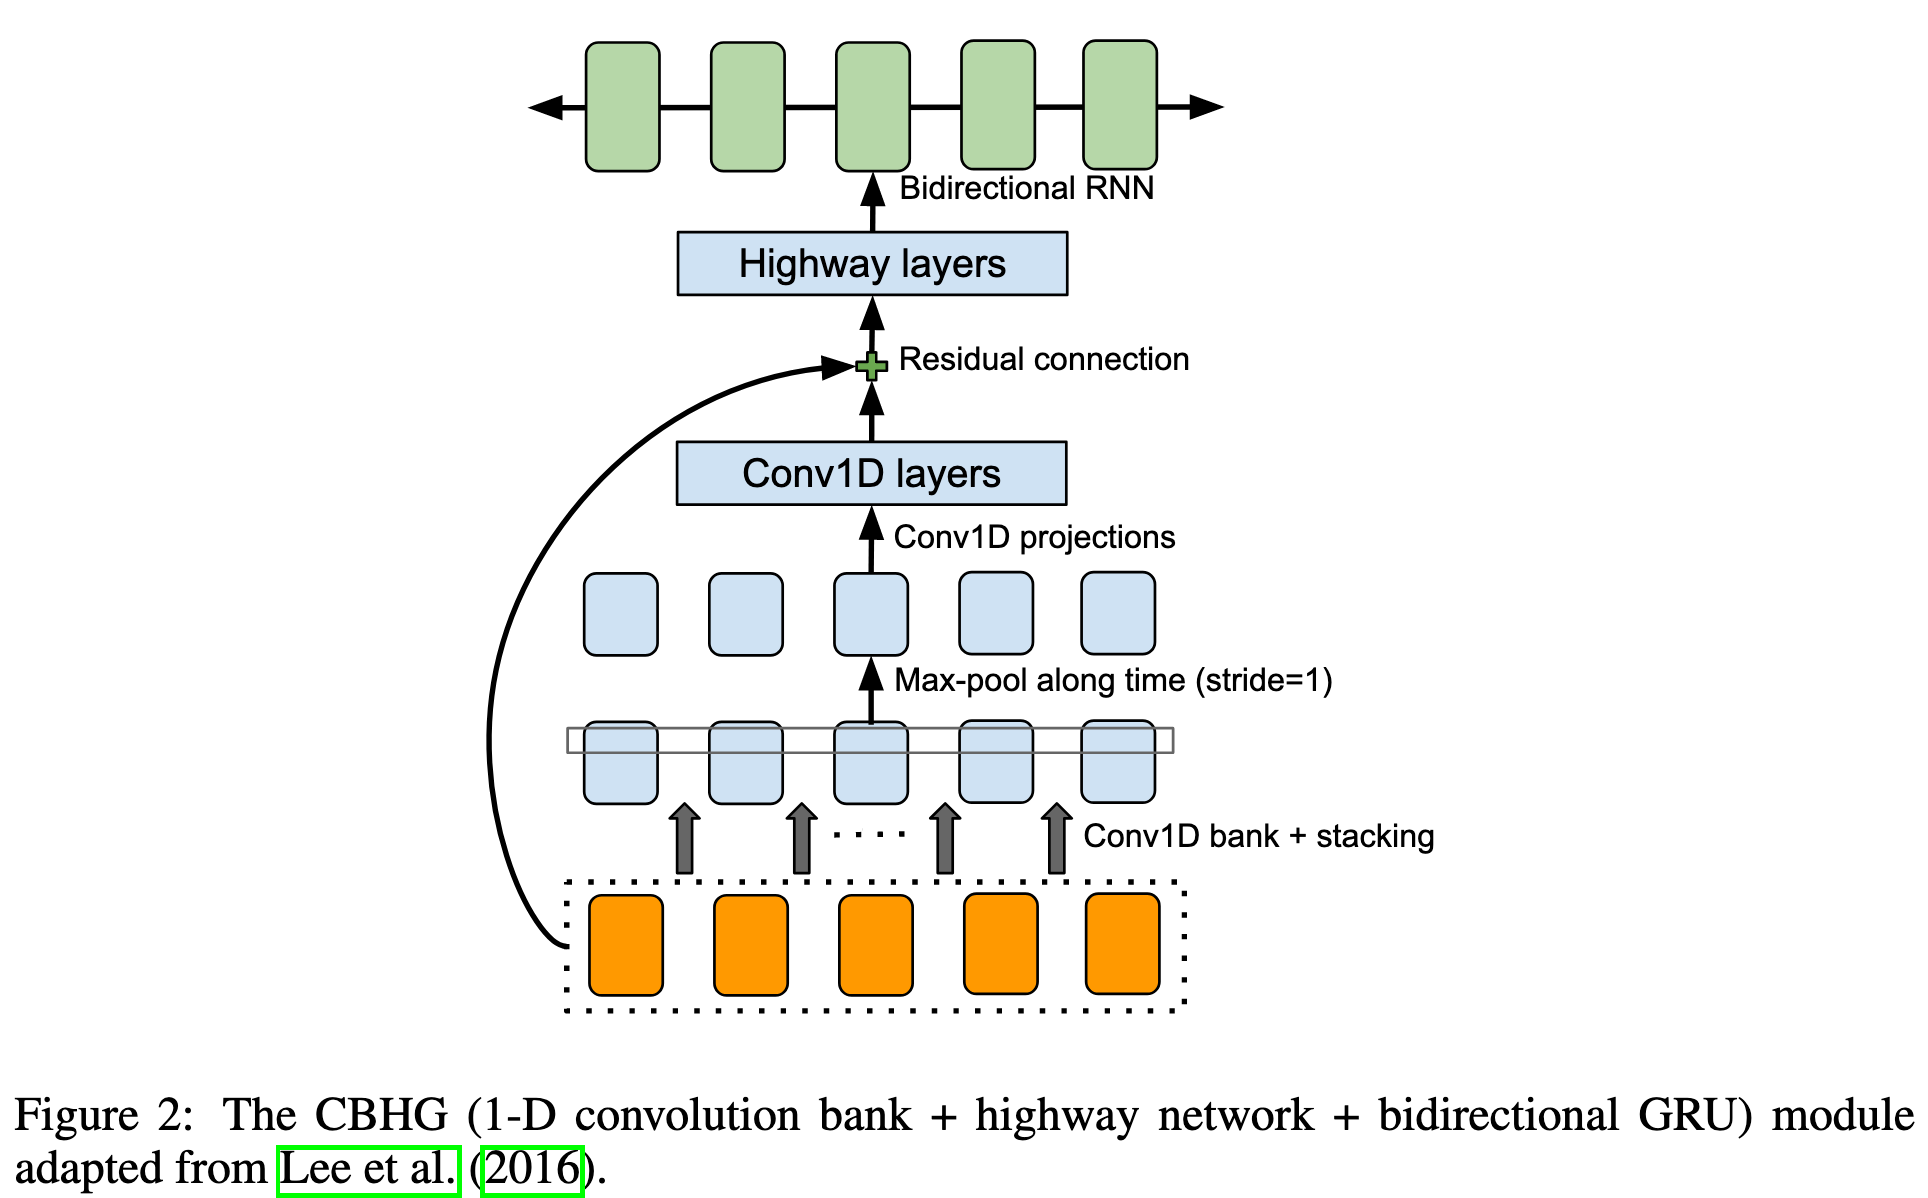 Bidirectional RNN
Highway layers
Residual connection
Conv1D layers
Conv1D projections
Max-pool along time (stride=1)
Conv1D bank + stacking
Figure 2: The CBHG (1-D convolution bank + highway network + bidirectional GRU) module
adapted from Lee et al. (2016).